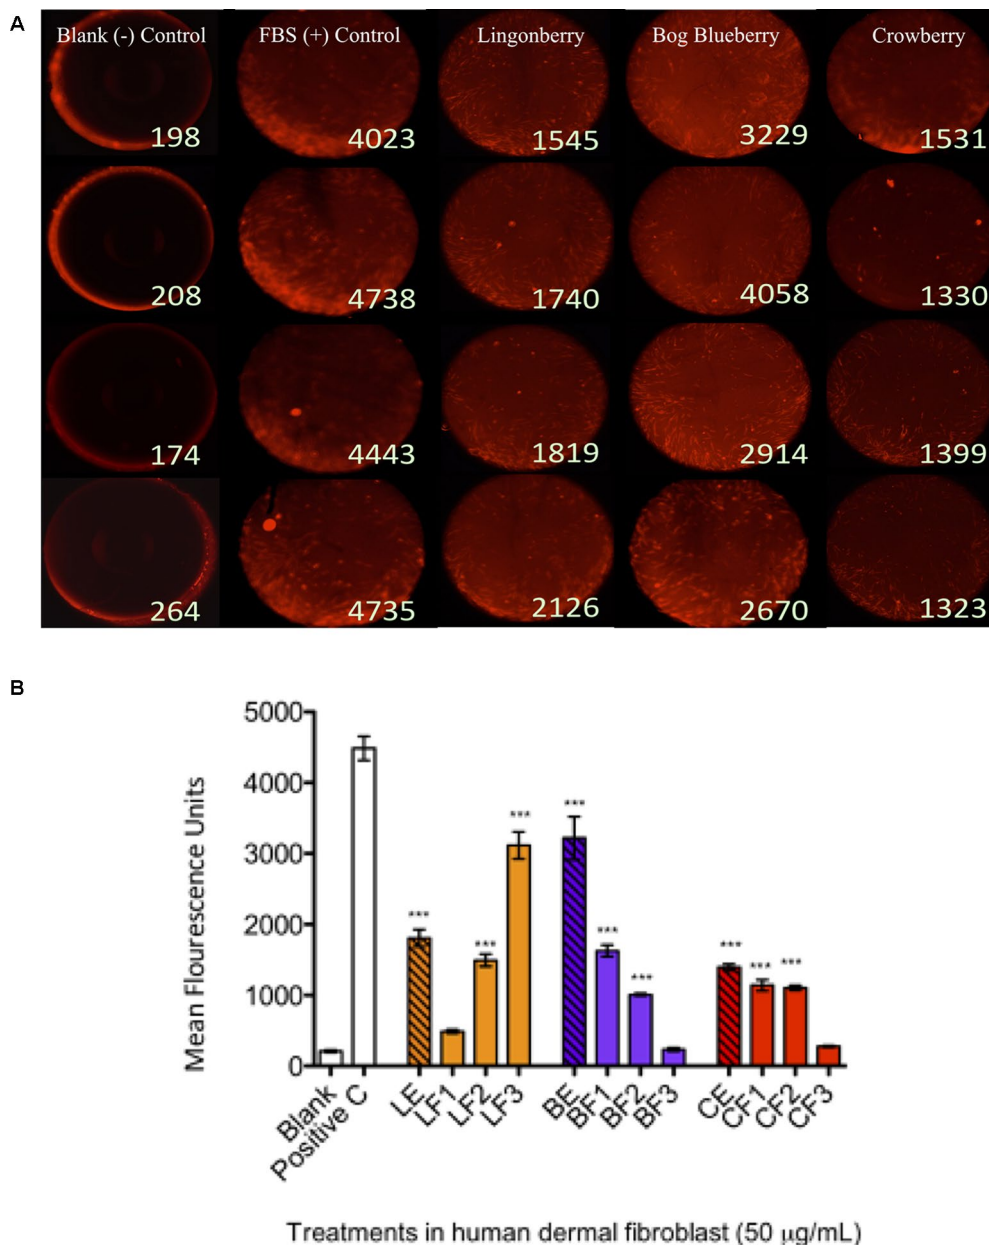 A
Blank (-) Control FBS (+) Control Lingonberry Bog Blueberry Crowberry
198 4023 1545 3229 1531
208 4738 1740 4058 1330
174 4443 1819 2914 1399
264 4735 2126 2670 1323
B
Mean Flourescence Units
5000
4000
3000
2000
1000
0
*** *** *** *** *** *** *** *** ***
Blank Positive C LE LF1 LF2 LF3 BE BF1 BF2 BF3 CE CF1 CF2 CF3
Treatments in human dermal fibroblast (50 µg/mL)